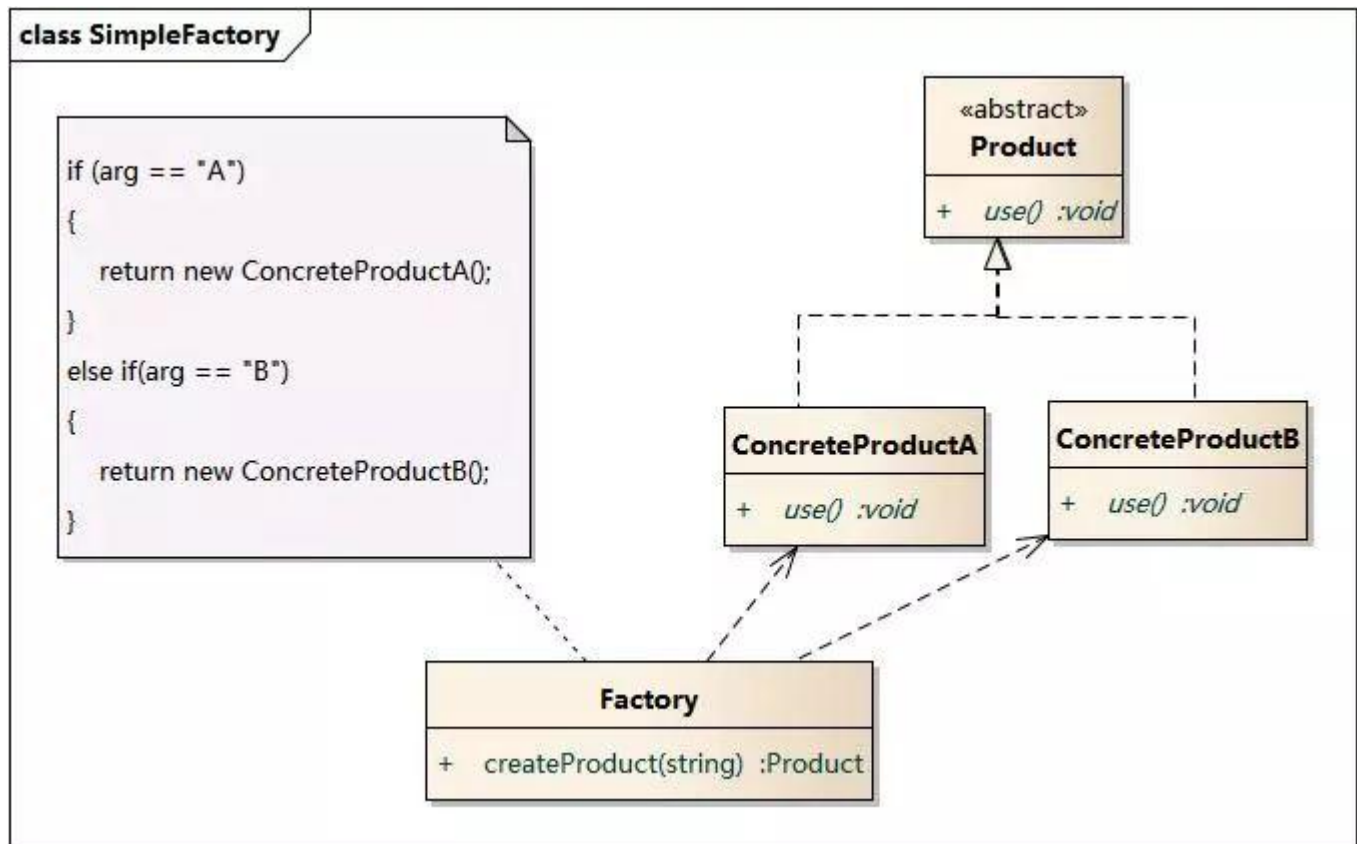 class SimpleFactory
if (arg == "A")
{
return new ConcreteProductA();
}
else if(arg == "B")
{
return new ConcreteProductB();
}
«abstract»
Product
+ use() :void
ConcreteProductA
+ use() :void
ConcreteProductB
+ use() :void
Factory
+ createProduct(string) :Product